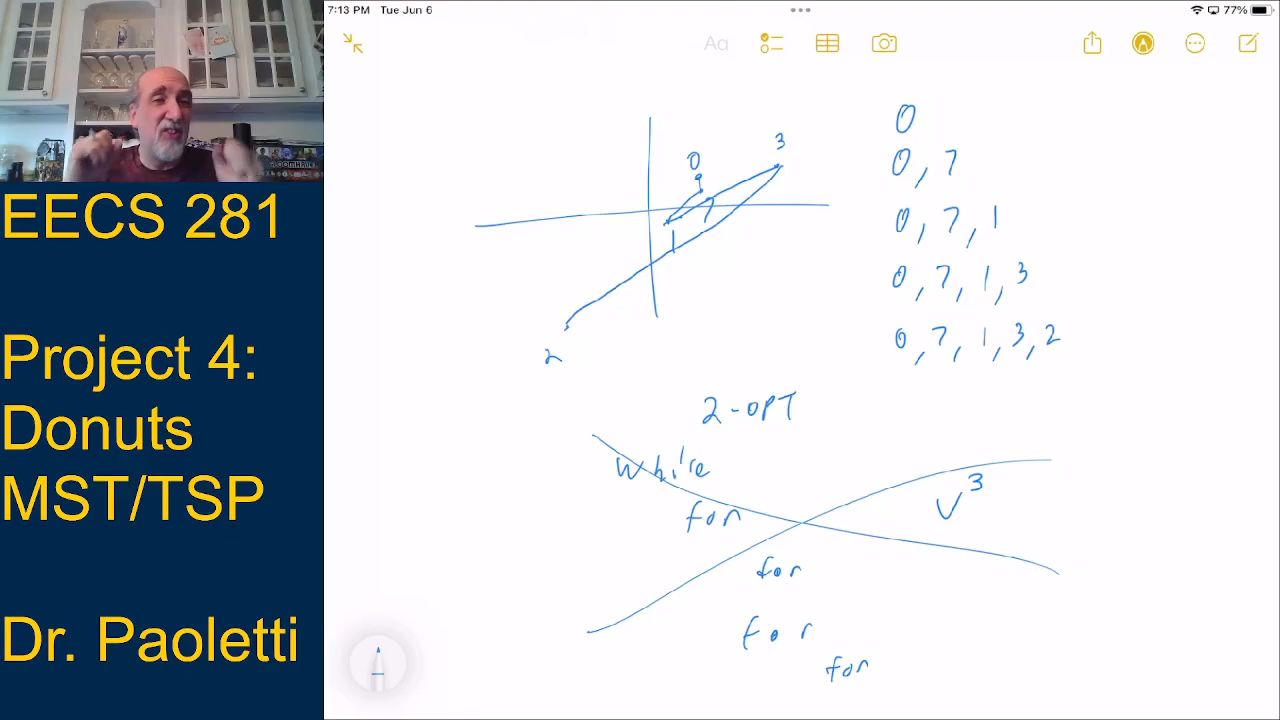 7:13 PM Tue Jun 6
77%
Aa
EECS 281
Project 4:
Donuts
MST/TSP
Dr. Paoletti
0
3
7
1
2
0
0, 7
0, 7, 1
0, 7, 1, 3
0, 7, 1, 3, 2
2-OPT
while
for
V³
for
for
for